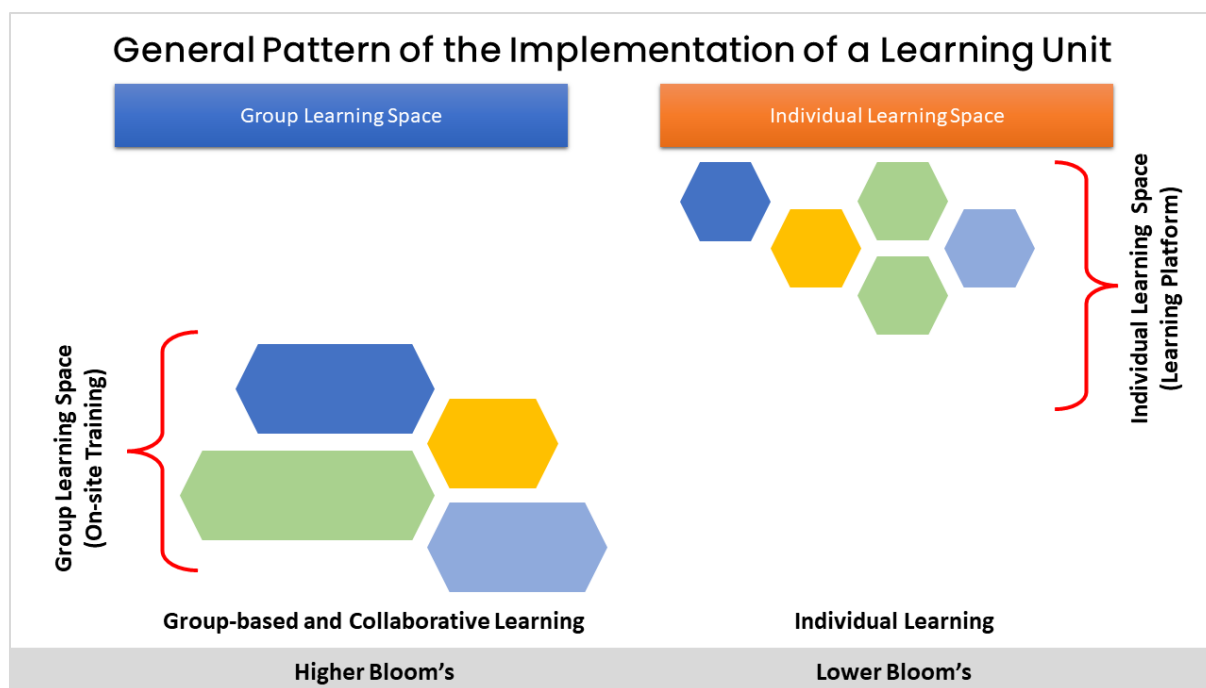 General Pattern of the Implementation of a Learning Unit
Group Learning Space
Individual Learning Space
Individual Learning Space
(Learning Platform)
Group Learning Space
(On-site Training)
Group-based and Collaborative Learning
Individual Learning
Higher Bloom's
Lower Bloom's